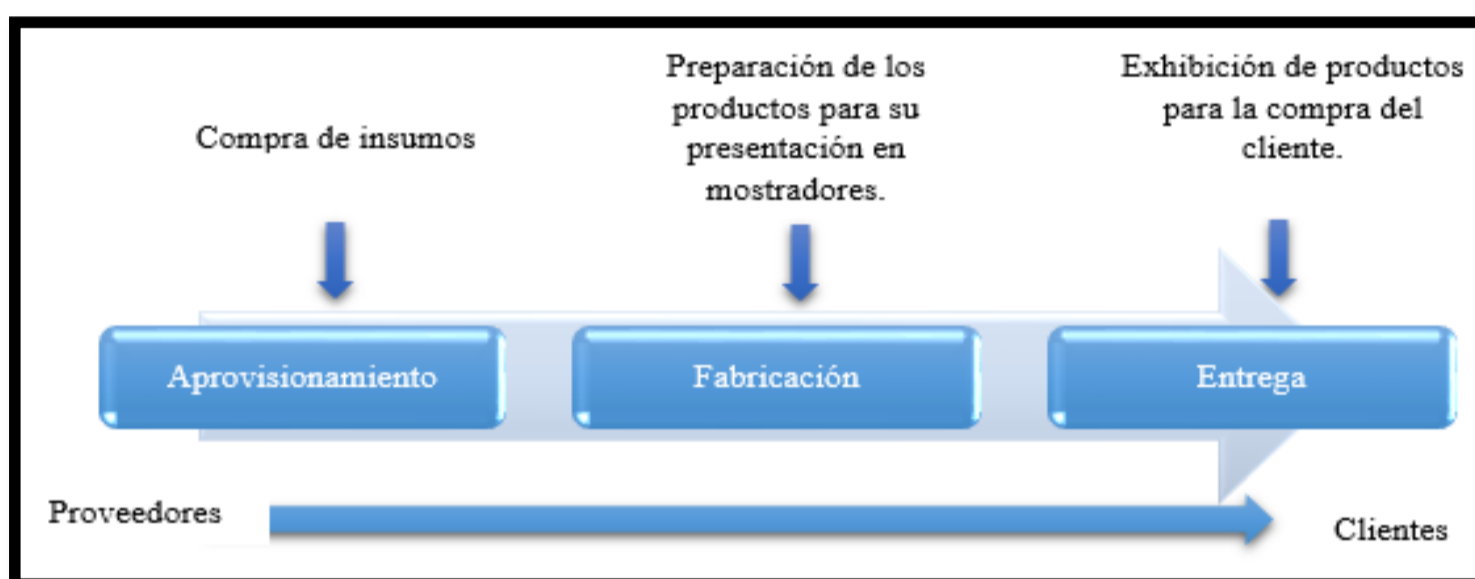 Compra de insumos
Preparación de los
productos para su
presentación en
mostradores.
Exhibición de productos
para la compra del
cliente.
Aprovisionamiento
Fabricación
Entrega
Proveedores
Clientes